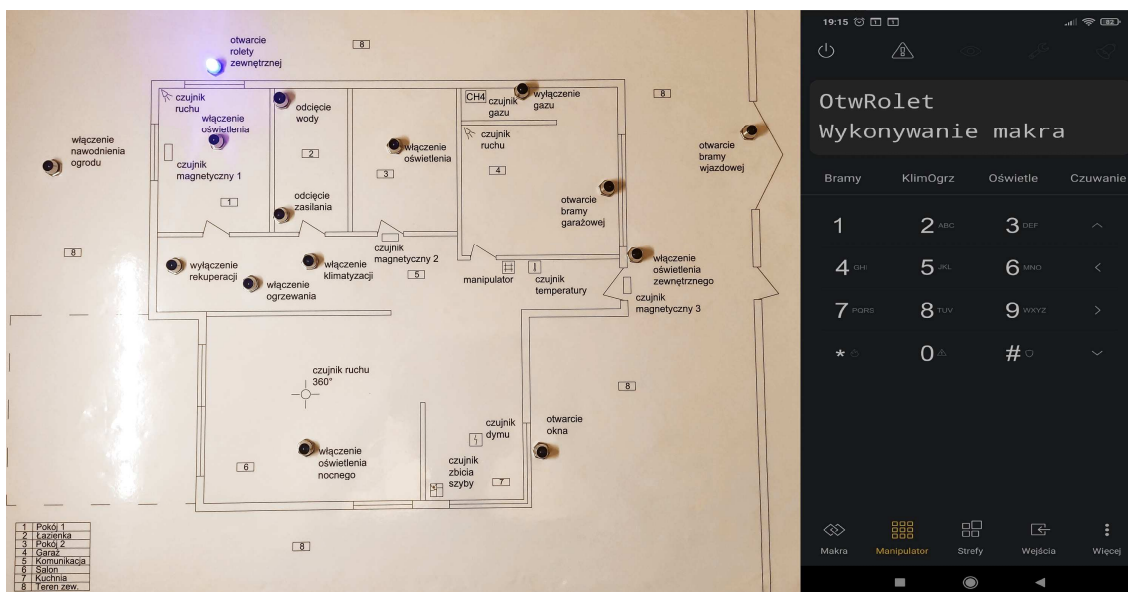 otwarcie
rolety
zewnętrznej
8
czujnik
ruchu
włączenie
oświetlenia
czujnik
magnetyczny 1
1
odcięcie
wody
2
odcięcie
zasilania
włączenie
oświetlenia
3
CH4
czujnik
gazu
wyłączenie
gazu
czujnik
ruchu
4
otwarcie
bramy
garażowej
8
otwarcie
bramy
wjazdowej
włączenie
nawodnienia
ogrodu
8
wyłączenie
rekuperacji
włączenie
ogrzewania
włączenie
klimatyzacji
czujnik
magnetyczny 2
5
manipulator
czujnik
temperatury
włączenie
oświetlenia
zewnętrznego
czujnik
magnetyczny 3
czujnik ruchu
360°
włączenie
oświetlenia
nocnego
6
czujnik
dymu
czujnik
zbicia
szyby
7
otwarcie
okna
8
8
1 Pokój 1
2 Łazienka
3 Pokój 2
4 Garaż
5 Komunikacja
6 Salon
7 Kuchnia
8 Teren zew.
19:15 1 1 82
OtwRolet
Wykonywanie makra
Bramy KlimOgrz Oświetle Czuwanie
1 2 ABC 3 DEF
4 GHI 5 JKL 6 MNO
7 PQRS 8 TUV 9 WXYZ
* 0 #
Makra Manipulator Strefy Wejścia Więcej